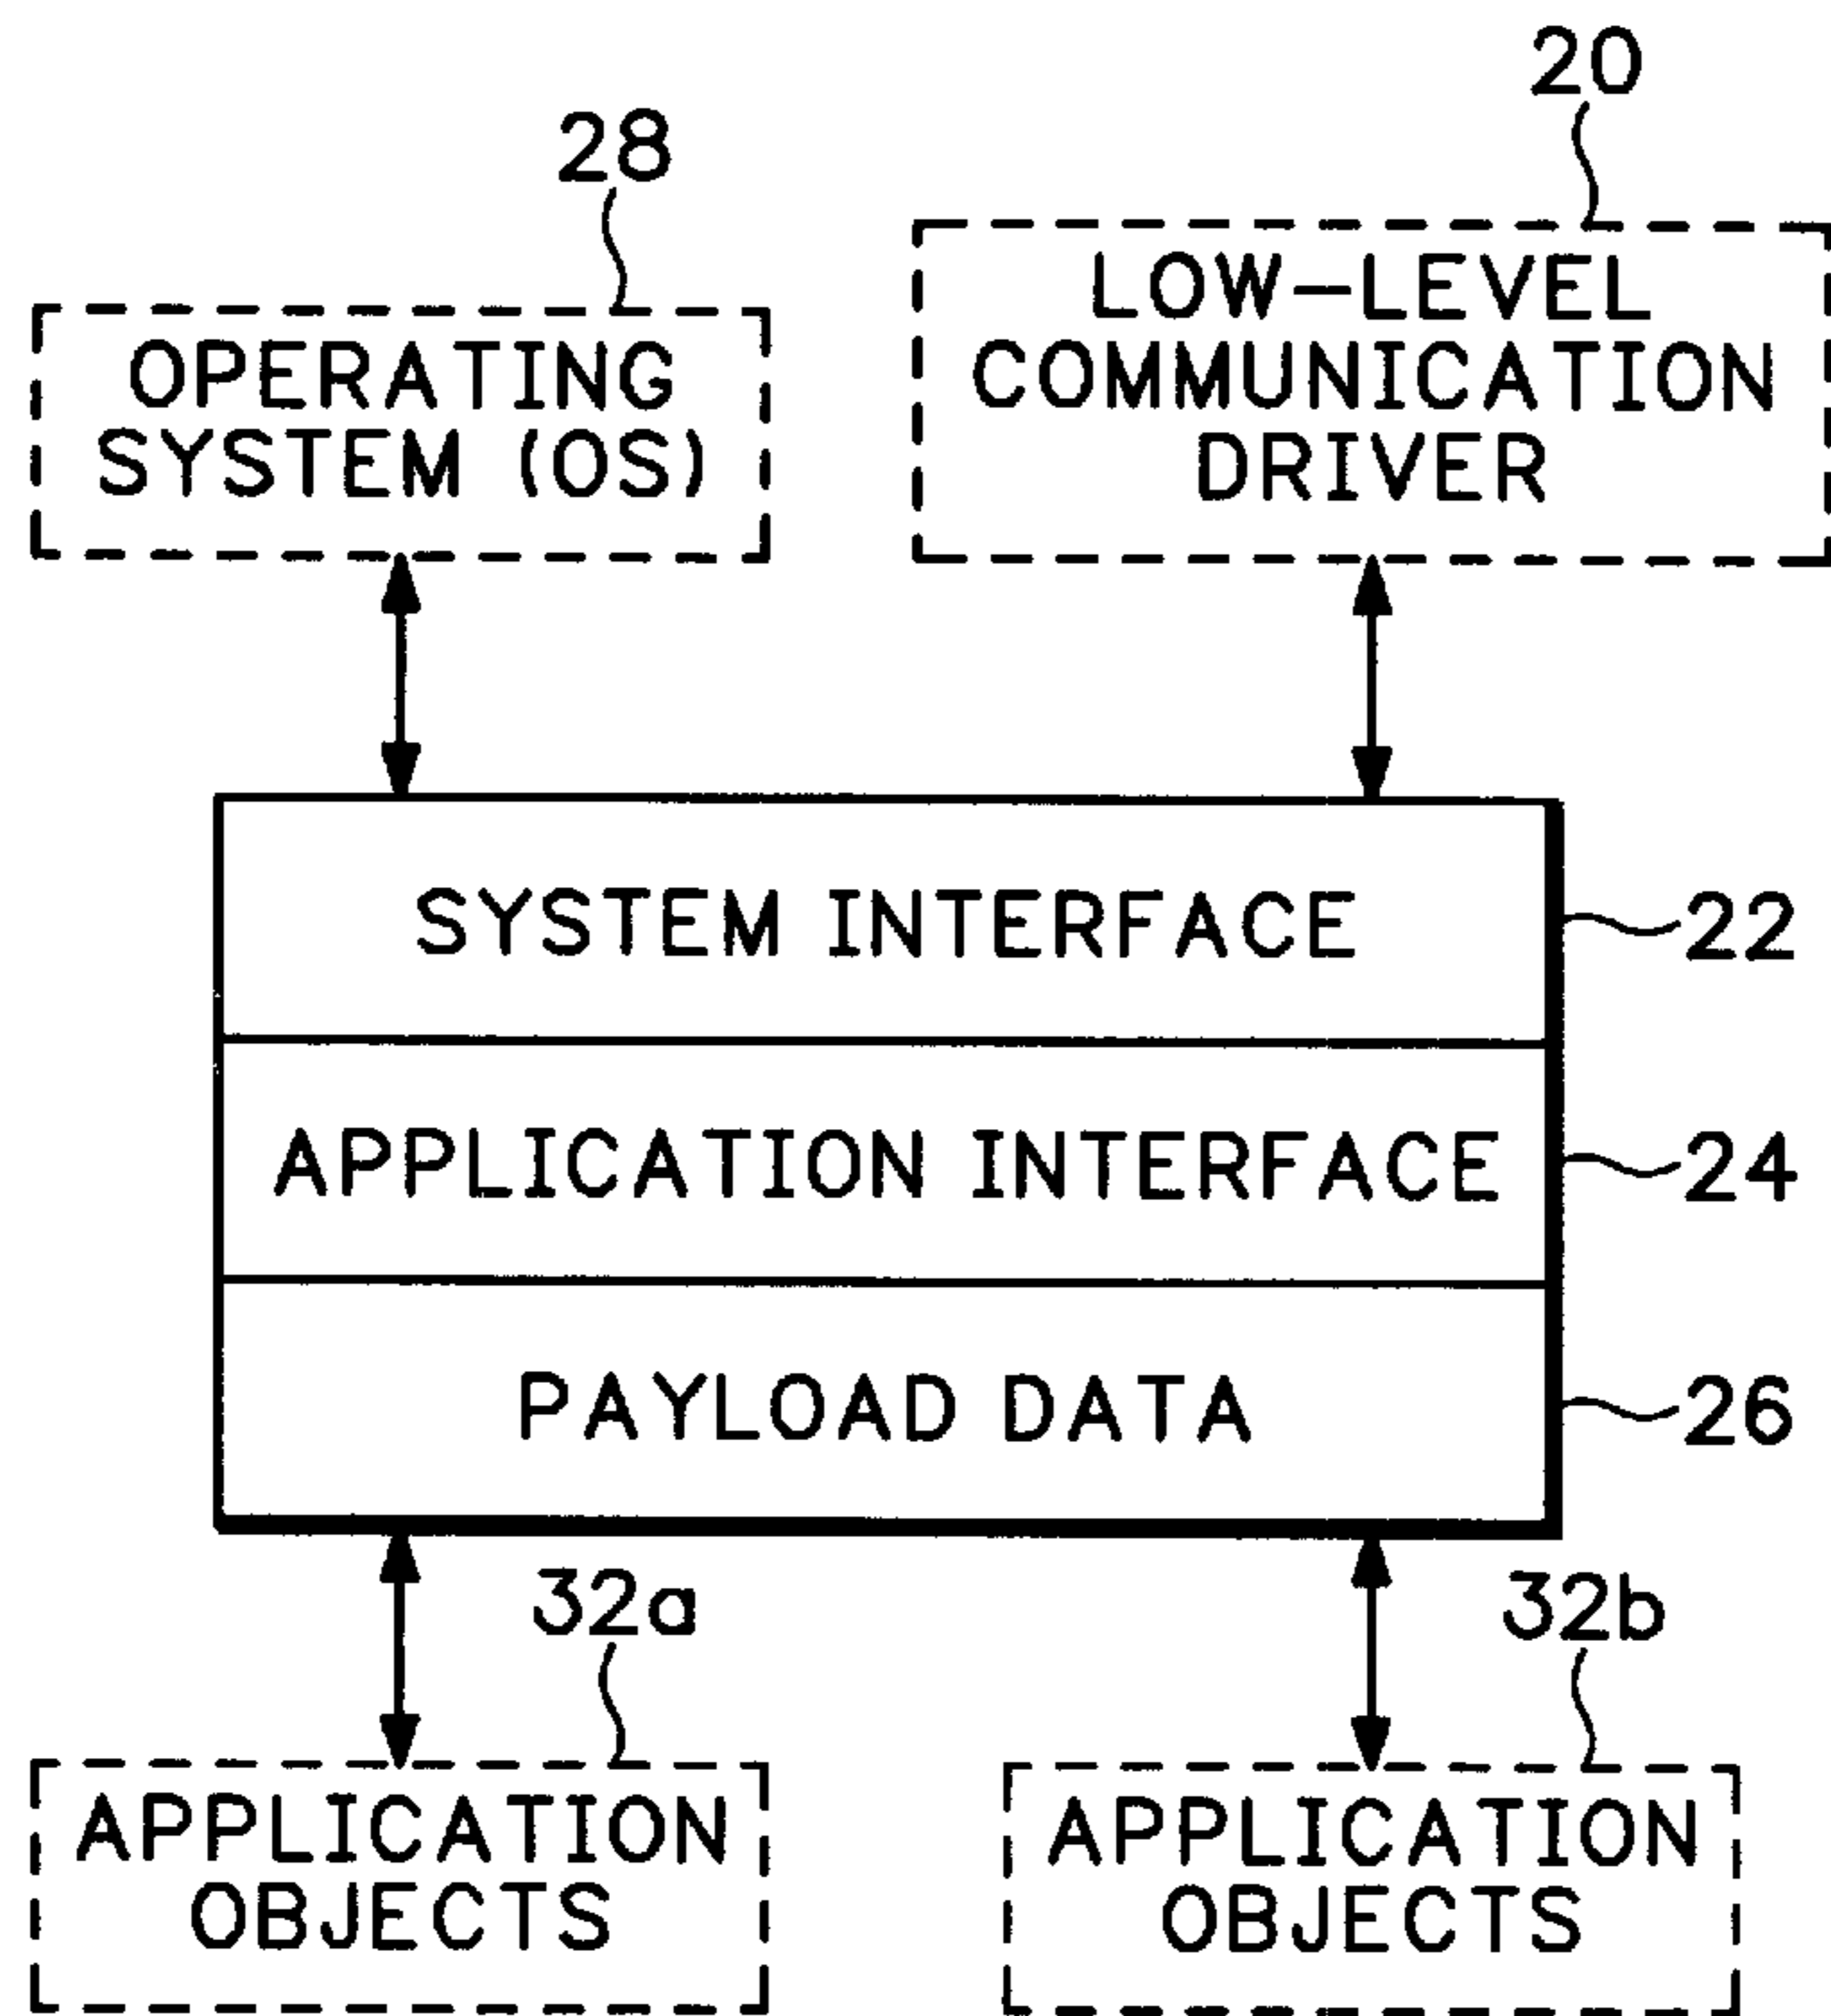 20
28
LOW-LEVEL
COMMUNICATION
DRIVER
OPERATING
SYSTEM (OS)
SYSTEM INTERFACE
22
APPLICATION INTERFACE
24
PAYLOAD DATA
26
32a
32b
APPLICATION
OBJECTS
APPLICATION
OBJECTS